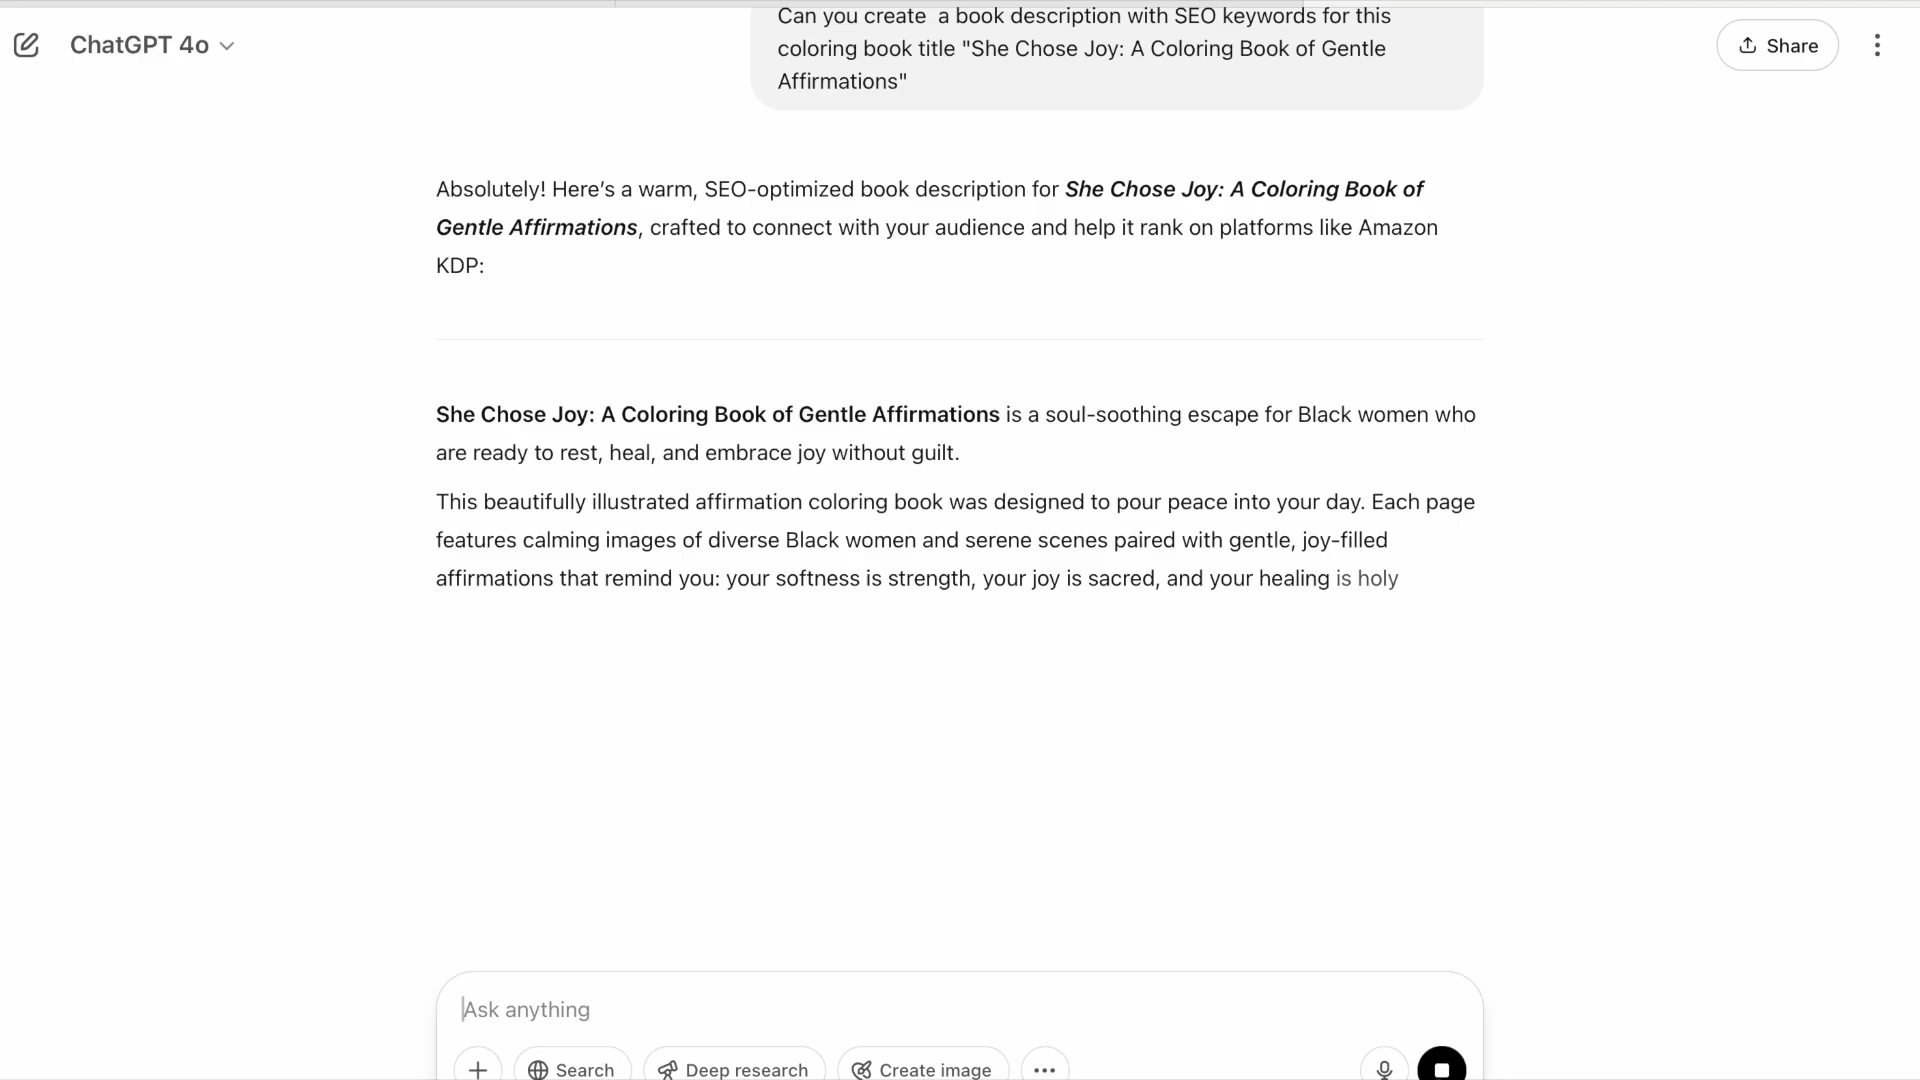 Can you create  a book description with SEO keywords for this
ChatGPT 4o
coloring book title "She Chose Joy: A Coloring Book of Gentle
Share
Affirmations"
Absolutely! Here’s a warm, SEO-optimized book description for She Chose Joy: A Coloring Book of
Gentle Affirmations, crafted to connect with your audience and help it rank on platforms like Amazon
KDP:
She Chose Joy: A Coloring Book of Gentle Affirmations is a soul-soothing escape for Black women who
are ready to rest, heal, and embrace joy without guilt.
This beautifully illustrated affirmation coloring book was designed to pour peace into your day. Each page
features calming images of diverse Black women and serene scenes paired with gentle, joy-filled
affirmations that remind you: your softness is strength, your joy is sacred, and your healing is holy
Ask anything
Search
Deep research
Create image